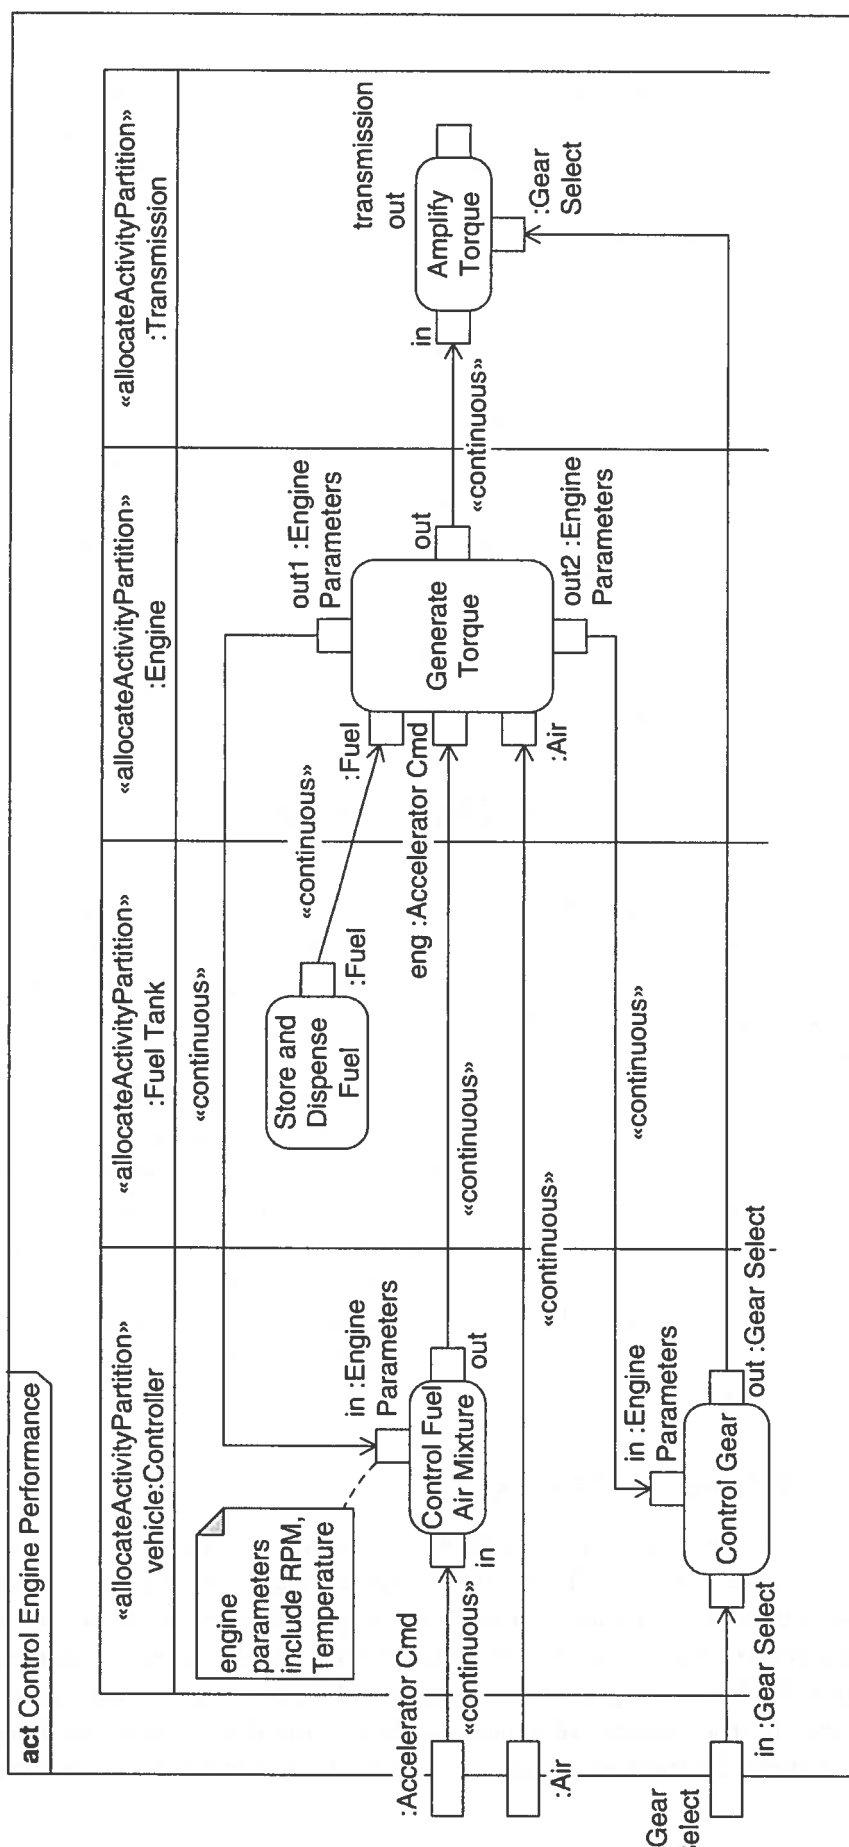 act Control Engine Performance
«allocateActivityPartition»
vehicle:Controller
«allocateActivityPartition»
:Fuel Tank
«allocateActivityPartition»
:Engine
«allocateActivityPartition»
:Transmission
«continuous»
engine
parameters
include RPM,
Temperature
in :Engine
Parameters
Store and
Dispense
Fuel
:Fuel
«continuous»
:Fuel
out1 :Engine
Parameters
transmission
out
:Accelerator Cmd
«continuous»
in
Control Fuel
Air Mixture
out
«continuous»
eng :Accelerator Cmd
Generate
Torque
out
«continuous»
in
Amplify
Torque
:Gear
Select
:Air
«continuous»
:Air
out2 :Engine
Parameters
«continuous»
in :Engine
Parameters
Gear
in :Gear Select
Control Gear
out :Gear Select